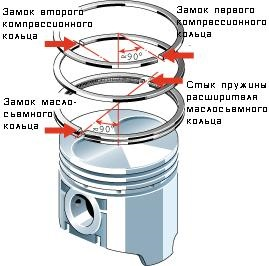 Замок второго
компрессионного
кольца
Замок первого
компрессионного
кольца
≈90°
Стык пружины
расширителя
маслосъемного
кольца
Замок масло-
съемного
кольца
≈90°